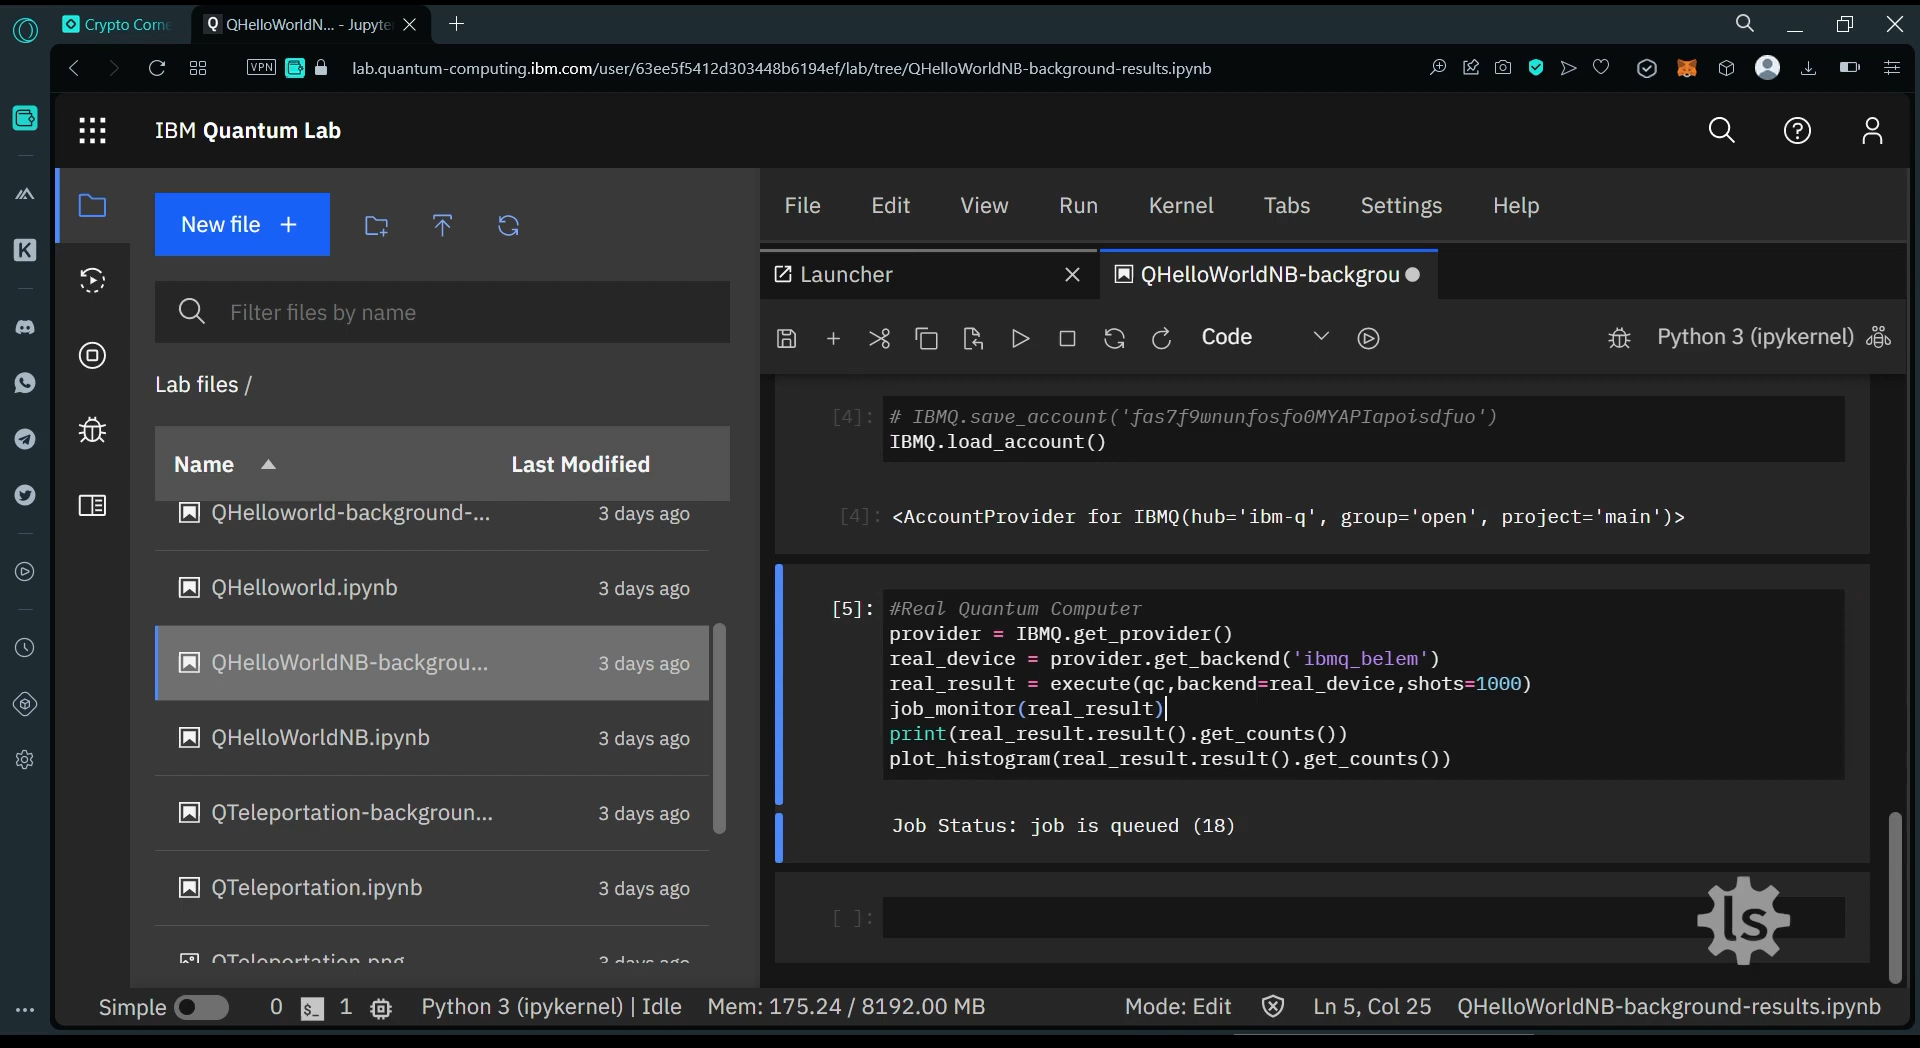 Crypto Corne
Q QHelloWorldN... - Jupyte
VPN
lab.quantum-computing.ibm.com/user/63ee5f5412d303448b6194ef/lab/tree/QHelloWorldNB-background-results.ipynb
IBM Quantum Lab
New file +
Filter files by name
Lab files /
Name Last Modified
QHelloworld-background-... 3 days ago
QHelloworld.ipynb 3 days ago
QHelloWorldNB-backgrou... 3 days ago
QHelloWorldNB.ipynb 3 days ago
QTeleportation-backgroun... 3 days ago
QTeleportation.ipynb 3 days ago
QTeleportation.png 3 days ago
File Edit View Run Kernel Tabs Settings Help
Launcher QHelloWorldNB-backgrou
Code Python 3 (ipykernel)
[4]: # IBMQ.save_account('fas7f9wnunfosfo0MYAPIapoisdfuo')
IBMQ.load_account()
[4]: <AccountProvider for IBMQ(hub='ibm-q', group='open', project='main')>
[5]: #Real Quantum Computer
provider = IBMQ.get_provider()
real_device = provider.get_backend('ibmq_belem')
real_result = execute(qc,backend=real_device,shots=1000)
job_monitor(real_result)
print(real_result.result().get_counts())
plot_histogram(real_result.result().get_counts())
Job Status: job is queued (18)
[ ]:
ls
Simple 0 $_ 1 Python 3 (ipykernel) | Idle Mem: 175.24 / 8192.00 MB Mode: Edit Ln 5, Col 25 QHelloWorldNB-background-results.ipynb
K